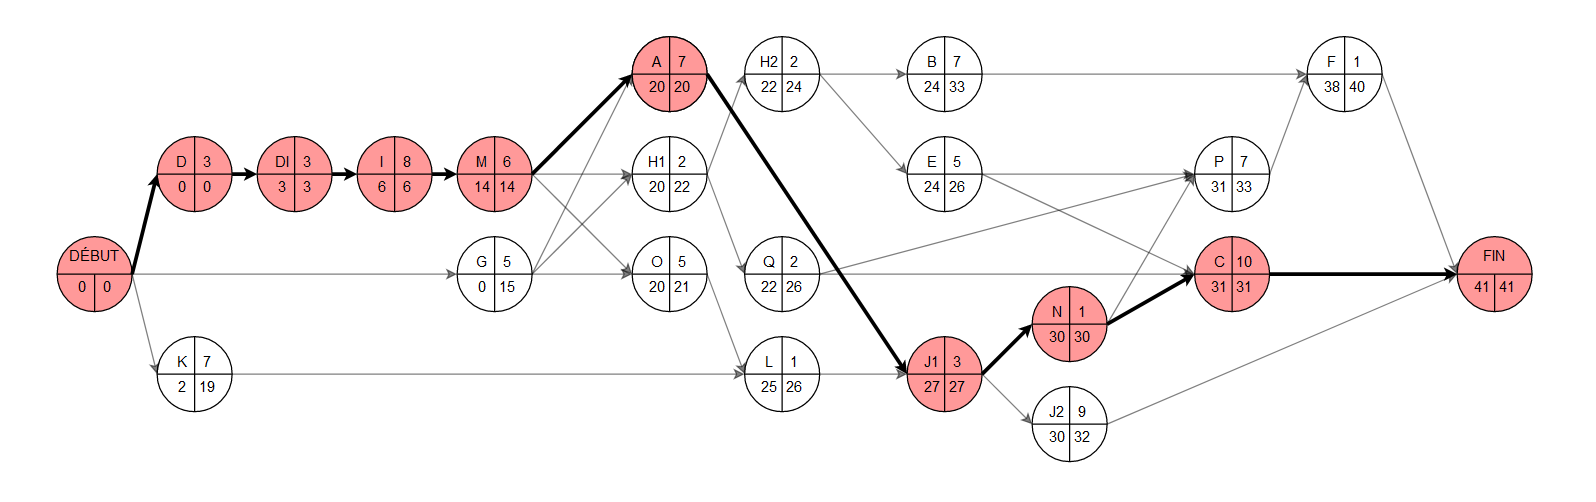 A 7
20 20
H2 2
22 24
B 7
24 33
F 1
38 40
D 3
0 0
DI 3
3 3
I 8
6 6
M 6
14 14
H1 2
20 22
E 5
24 26
P 7
31 33
DÉBUT
0 0
G 5
0 15
O 5
20 21
Q 2
22 26
C 10
31 31
FIN
41 41
N 1
30 30
K 7
2 19
L 1
25 26
J1 3
27 27
J2 9
30 32